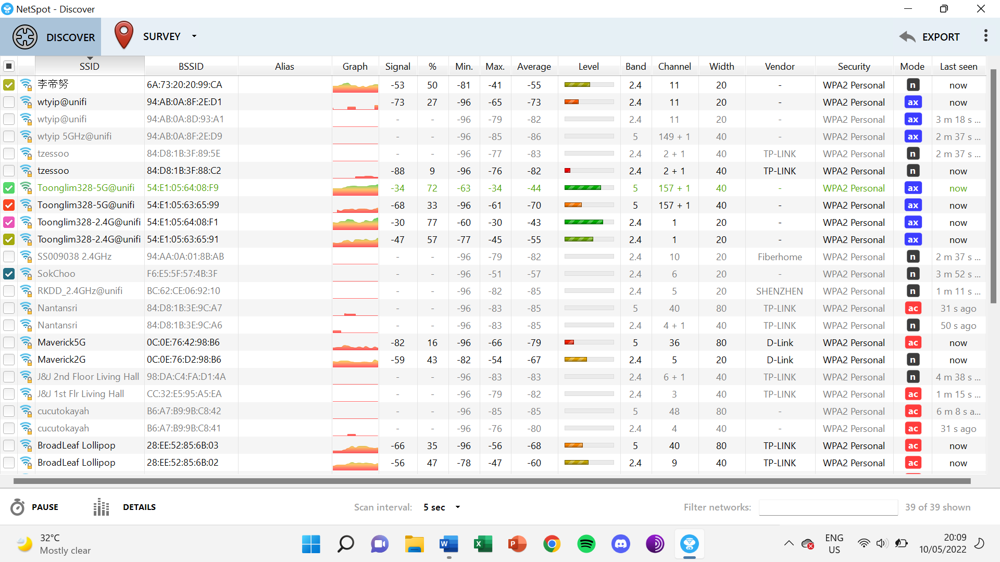 NetSpot - Discover
DISCOVER SURVEY EXPORT
SSID BSSID Alias Graph Signal % Min. Max. Average Level Band Channel Width Vendor Security Mode Last seen
李帝努 6A:73:20:20:99:CA -53 50 -81 -41 -55 2.4 11 20 - WPA2 Personal n now
wtyip@unifi 94:AB:0A:8F:2E:D1 -73 27 -96 -65 -73 2.4 11 20 - WPA2 Personal ax now
wtyip@unifi 94:AB:0A:8D:93:A1 - - -96 -79 -82 2.4 11 20 - WPA2 Personal ax 3 m 18 s ...
wtyip 5GHz@unifi 94:AB:0A:8F:2E:D9 - - -96 -85 -86 5 149 + 1 40 - WPA2 Personal ax 2 m 37 s ...
tzessoo 84:D8:1B:3F:89:5E - - -96 -77 -83 2.4 2 + 1 40 TP-LINK WPA2 Personal n 2 m 37 s ...
tzessoo 84:D8:1B:3F:88:C2 -88 9 -96 -76 -82 2.4 2 + 1 40 TP-LINK WPA2 Personal n now
Toonglim328-5G@unifi 54:E1:05:64:08:F9 -34 72 -63 -34 -44 5 157 + 1 40 - WPA2 Personal ax now
Toonglim328-5G@unifi 54:E1:05:63:65:99 -68 33 -96 -61 -70 5 157 + 1 40 - WPA2 Personal ax now
Toonglim328-2.4G@unifi 54:E1:05:64:08:F1 -30 77 -60 -30 -43 2.4 1 20 - WPA2 Personal ax now
Toonglim328-2.4G@unifi 54:E1:05:63:65:91 -47 57 -77 -45 -55 2.4 1 20 - WPA2 Personal ax now
SS009038 2.4GHz 94:AA:0A:01:8B:AB - - -96 -79 -82 2.4 10 20 Fiberhome WPA2 Personal n 2 m 37 s ...
SokChoo F6:E5:5F:57:4B:3F - - -96 -51 -57 2.4 6 20 - WPA2 Personal n 3 m 52 s ...
RKDD_2.4GHz@unifi BC:62:CE:06:92:10 - - -96 -82 -85 2.4 5 20 SHENZHEN WPA2 Personal n 1 m 11 s ...
Nantansri 84:D8:1B:3E:9C:A7 - - -96 -83 -85 5 40 80 TP-LINK WPA2 Personal ac 31 s ago
Nantansri 84:D8:1B:3E:9C:A6 - - -96 -83 -85 2.4 4 + 1 40 TP-LINK WPA2 Personal n 50 s ago
Maverick5G 0C:0E:76:42:98:B6 -82 16 -96 -66 -79 5 36 80 D-Link WPA2 Personal ac now
Maverick2G 0C:0E:76:D2:98:B6 -59 43 -82 -54 -67 2.4 5 20 D-Link WPA2 Personal n now
J&J 2nd Floor Living Hall 98:DA:C4:FA:D1:4A - - -96 -83 -83 2.4 6 + 1 40 TP-LINK WPA2 Personal n 4 m 38 s ...
J&J 1st Flr Living Hall CC:32:E5:95:A5:EA - - -96 -79 -82 2.4 3 20 TP-LINK WPA2 Personal ac 1 m 15 s ...
cucutokayah B6:A7:B9:9B:C8:42 - - -96 -85 -85 5 48 80 - WPA2 Personal ac 6 m 8 s a...
cucutokayah B6:A7:B9:9B:C8:41 - - -96 -76 -80 2.4 4 40 - WPA2 Personal ac 31 s ago
BroadLeaf Lollipop 28:EE:52:85:6B:03 -66 35 -96 -56 -68 5 40 80 TP-LINK WPA2 Personal ac now
BroadLeaf Lollipop 28:EE:52:85:6B:02 -56 47 -78 -47 -60 2.4 9 40 TP-LINK WPA2 Personal ac now
PAUSE DETAILS Scan interval: 5 sec Filter networks: 39 of 39 shown
32°C
Mostly clear
W X P
ENG
US
20:09
10/05/2022